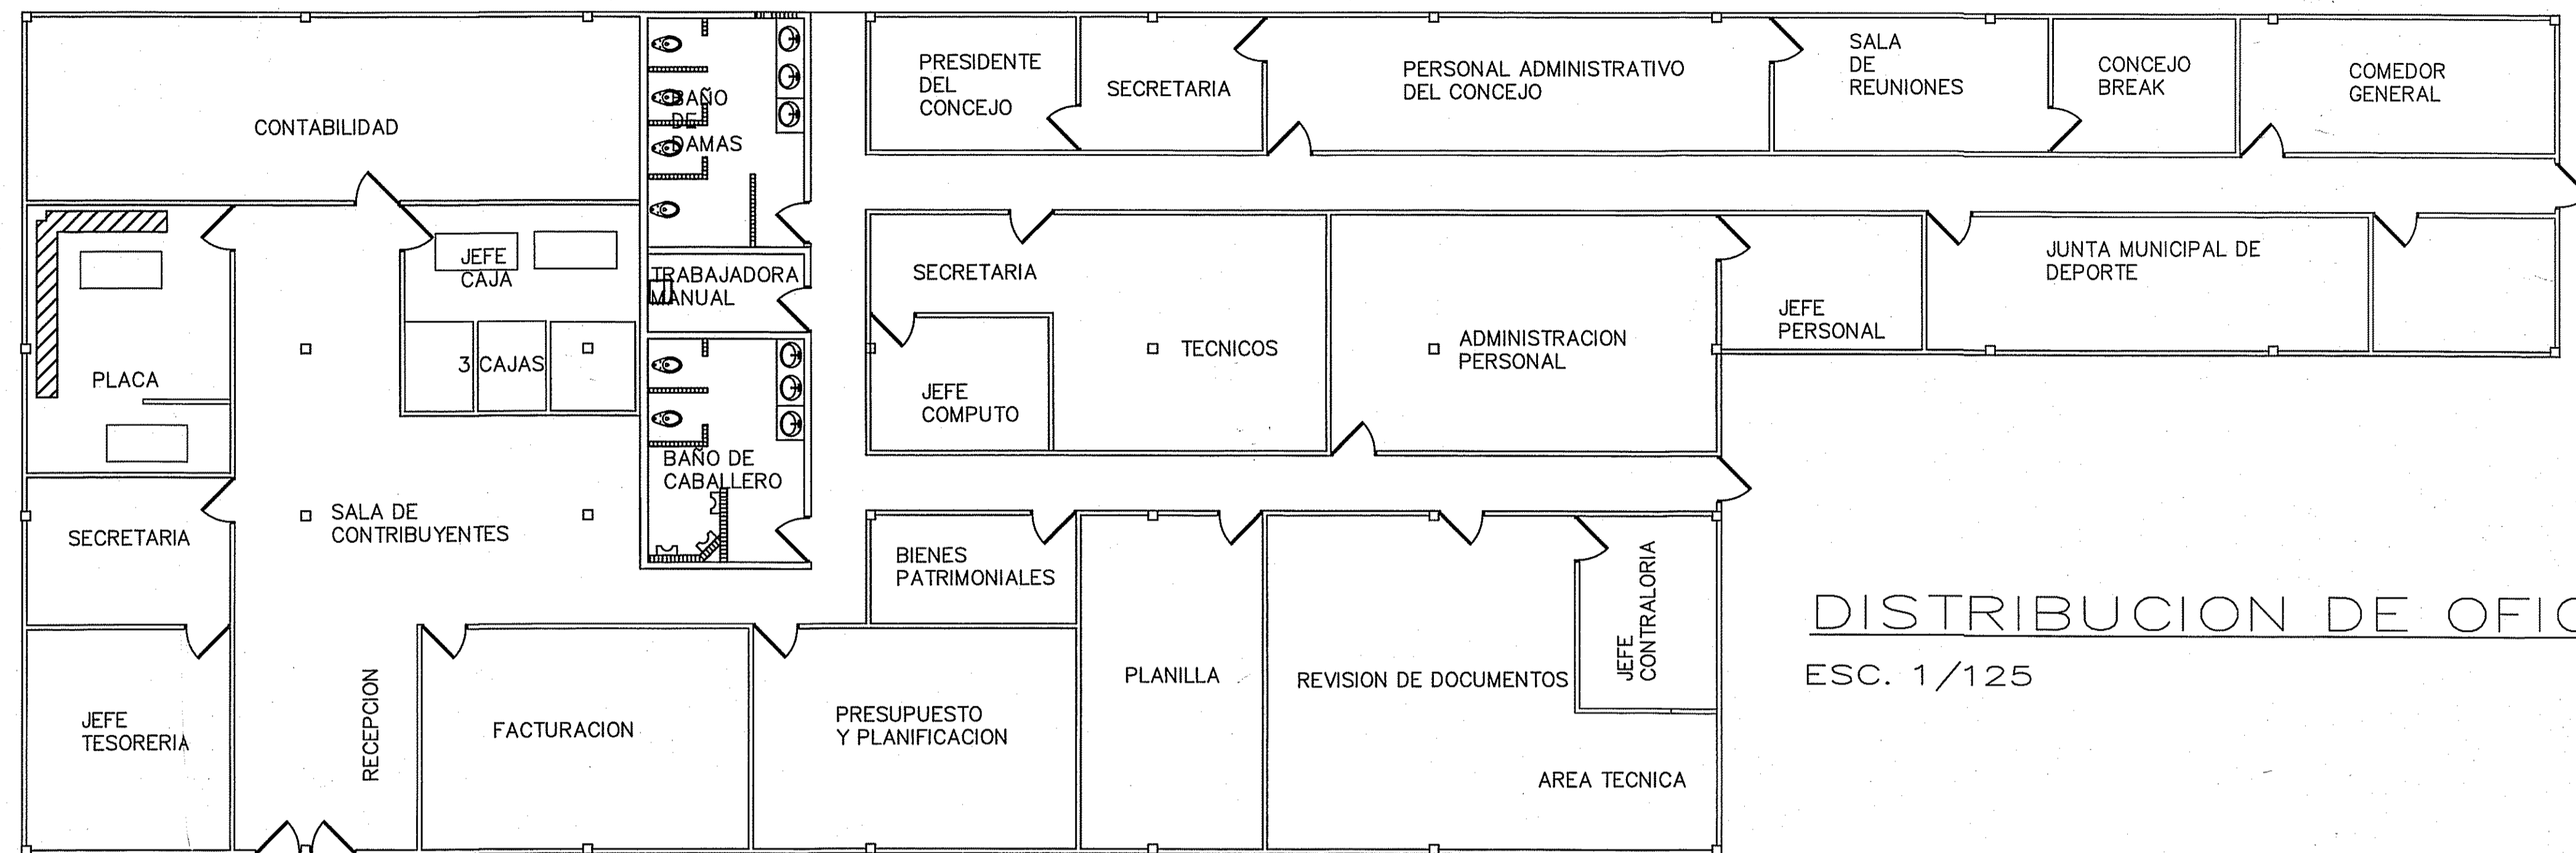 CONTABILIDAD
BAÑO
DE
DAMAS
PRESIDENTE
DEL
CONCEJO
SECRETARIA
PERSONAL ADMINISTRATIVO
DEL CONCEJO
SALA
DE
REUNIONES
CONCEJO
BREAK
COMEDOR
GENERAL
JEFE
CAJA
TRABAJADORA
MANUAL
SECRETARIA
JUNTA MUNICIPAL DE
DEPORTE
JEFE
PERSONAL
PLACA
3 CAJAS
TECNICOS
ADMINISTRACION
PERSONAL
JEFE
COMPUTO
BAÑO DE
CABALLERO
SECRETARIA
SALA DE
CONTRIBUYENTES
BIENES
PATRIMONIALES
JEFE
CONTRALORIA
DISTRIBUCION DE OFIC
ESC. 1/125
JEFE
TESORERIA
RECEPCION
FACTURACION
PRESUPUESTO
Y PLANIFICACION
PLANILLA
REVISION DE DOCUMENTOS
AREA TECNICA